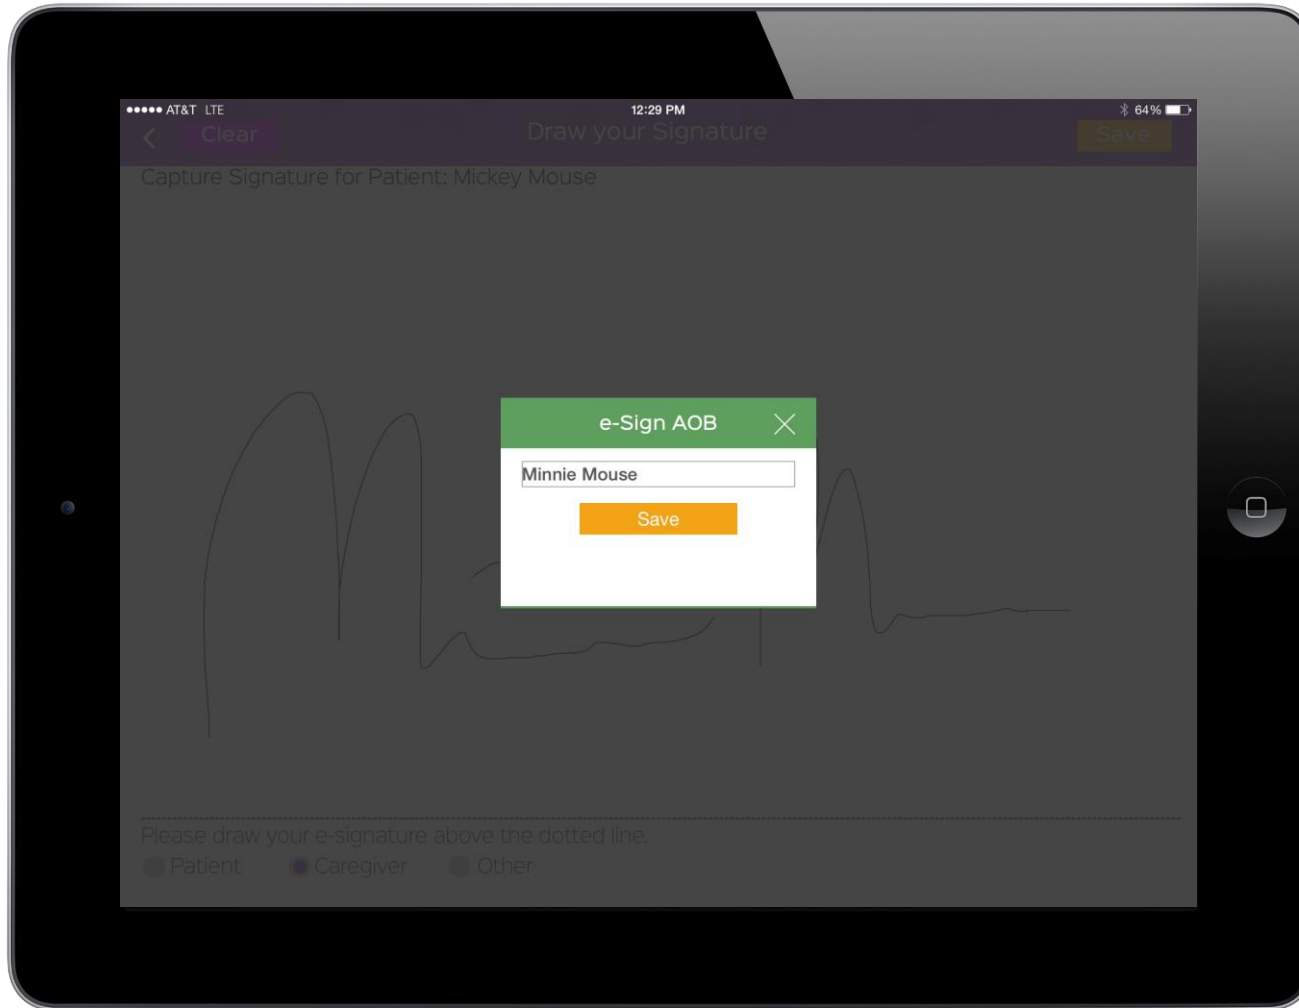 AT&T LTE
12:29 PM
64%
Clear
Draw your Signature
Save
Capture Signature for Patient: Mickey Mouse
e-Sign AOB
Minnie Mouse
Save
Please draw your e-signature above the dotted line.
Patient
Caregiver
Other